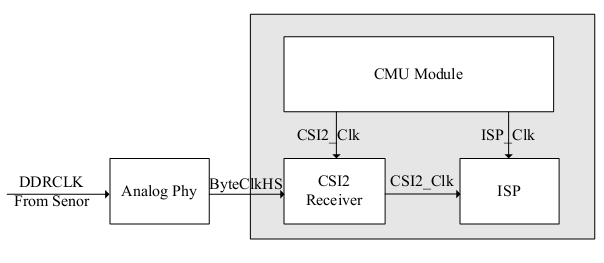 CMU Module
CSI2_Clk
ISP_Clk
DDRCLK
From Senor
Analog Phy
ByteClkHS
CSI2
Receiver
CSI2_Clk
ISP